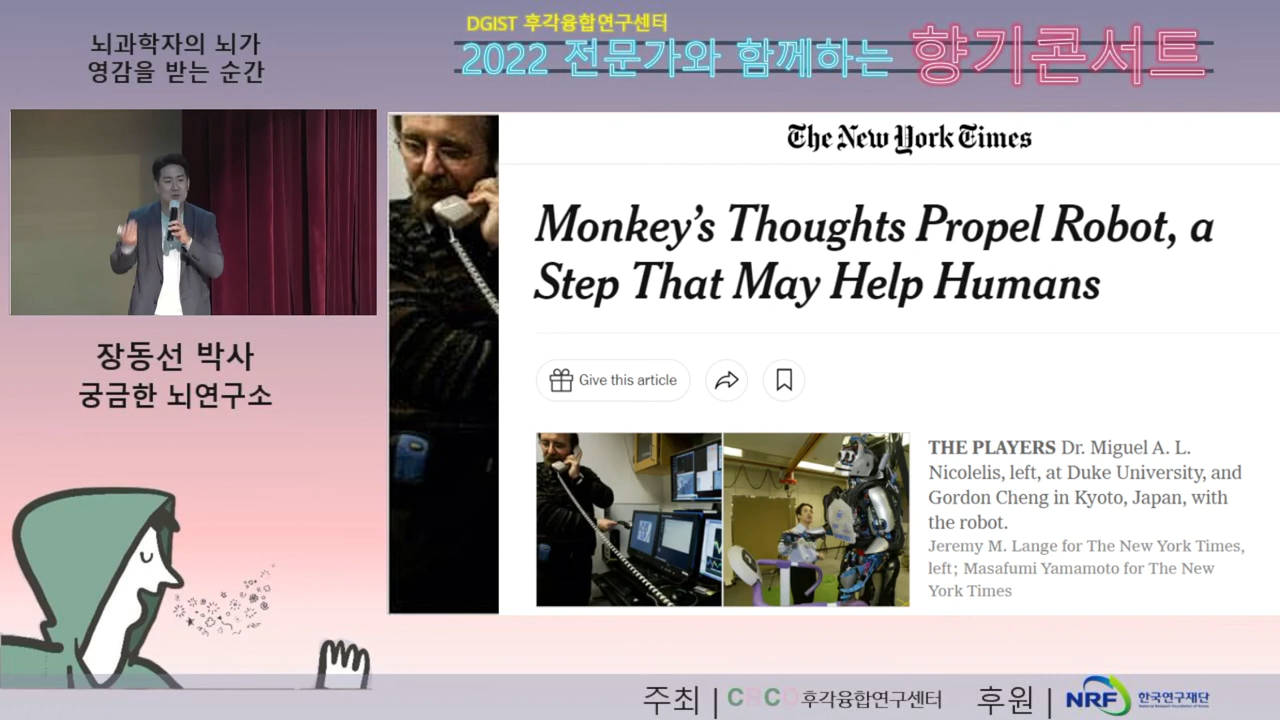 뇌과학자의 뇌가
영감을 받는 순간
DGIST 후각융합연구센터
2022 전문가와 함께하는 향기콘서트
The New York Times
Monkey's Thoughts Propel Robot, a
Step That May Help Humans
Give this article
THE PLAYERS Dr. Miguel A. L.
Nicolelis, left, at Duke University, and
Gordon Cheng in Kyoto, Japan, with
the robot.
Jeremy M. Lange for The New York Times,
left; Masafumi Yamamoto for The New
York Times
장동선 박사
궁금한 뇌연구소
주최 | CRCO 후각융합연구센터 후원 | NRF 한국연구재단
National Research Foundation of Korea